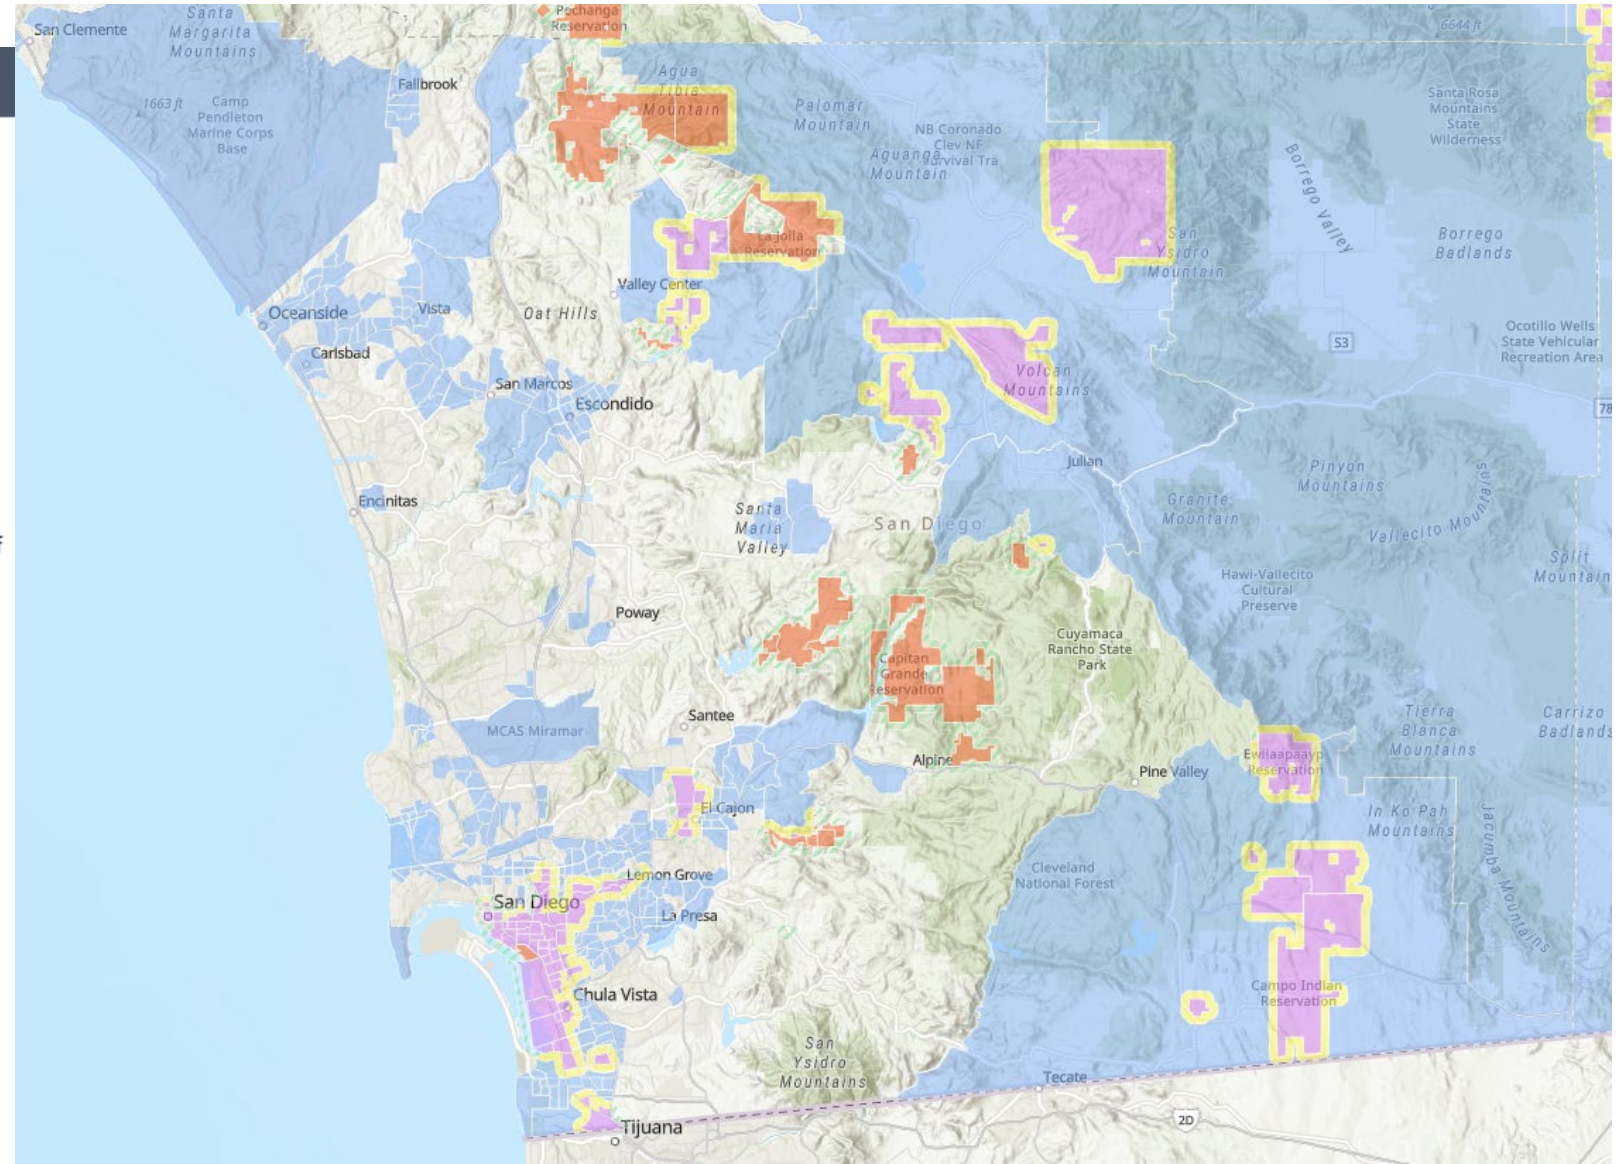 San Clemente
Santa
Margarita
Mountains
Pechanga
Reservation
6644 ft
Fallbrook
1663 ft
Camp
Pendleton
Marine Corps
Base
Agua
Tibia
Mountain
Palomar
Mountain
NB Coronado
Clev NF
Survival Tra
Aguanga
Mountain
Santa Rosa
Mountains
State
Wilderness
Borrego Valley
La Jolla
Reservation
San
Ysidro
Mountain
Borrego
Badlands
Valley Center
Oceanside
Vista
Oat Hills
Carlsbad
San Marcos
Escondido
S3
Ocotillo Wells
State Vehicular
Recreation Area
Volcan
Mountains
78
Julian
Encinitas
Santa
Maria
Valley
San Diego
Pinyon
Mountains
Granite
Mountain
Vallecito Mountains
f
Split
Mountain
Hawi-Vallecito
Cultural
Preserve
Poway
Cuyamaca
Rancho State
Park
Capitan
Grande
Reservation
Santee
MCAS Miramar
Tierra
Blanca
Mountains
Carrizo
Badlands
Alpine
Pine Valley
Ewiiaapaayp
Reservation
El Cajon
In Ko Pah
Mountains
Jacumba Mountains
Lemon Grove
Cleveland
National Forest
San Diego
La Presa
Chula Vista
Campo Indian
Reservation
San
Ysidro
Mountains
Tecate
Tijuana
2D